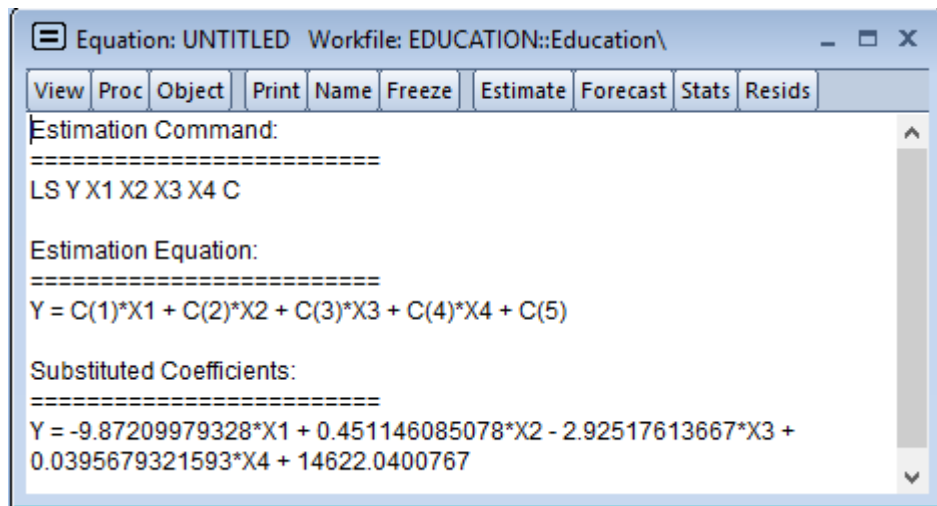 Equation: UNTITLED Workfile: EDUCATION::Education\
View Proc Object Print Name Freeze Estimate Forecast Stats Resids
Estimation Command:
=========================
LS Y X1 X2 X3 X4 C
Estimation Equation:
=========================
Y = C(1)*X1 + C(2)*X2 + C(3)*X3 + C(4)*X4 + C(5)
Substituted Coefficients:
=========================
Y = -9.87209979328*X1 + 0.451146085078*X2 - 2.92517613667*X3 +
0.0395679321593*X4 + 14622.0400767